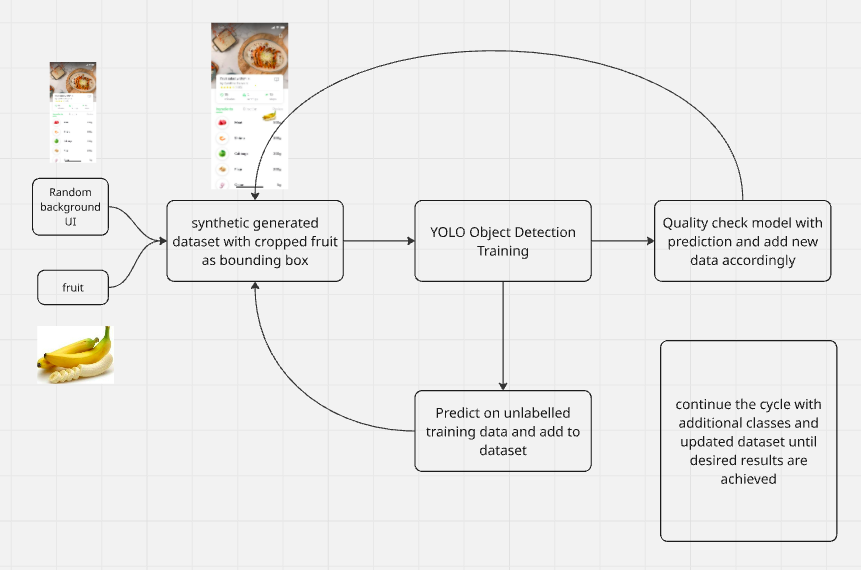 Random
background
UI
fruit
synthetic generated
dataset with cropped fruit
as bounding box
YOLO Object Detection
Training
Quality check model with
prediction and add new
data accordingly
Predict on unlabelled
training data and add to
dataset
continue the cycle with
additional classes and
updated dataset until
desired results are
achieved